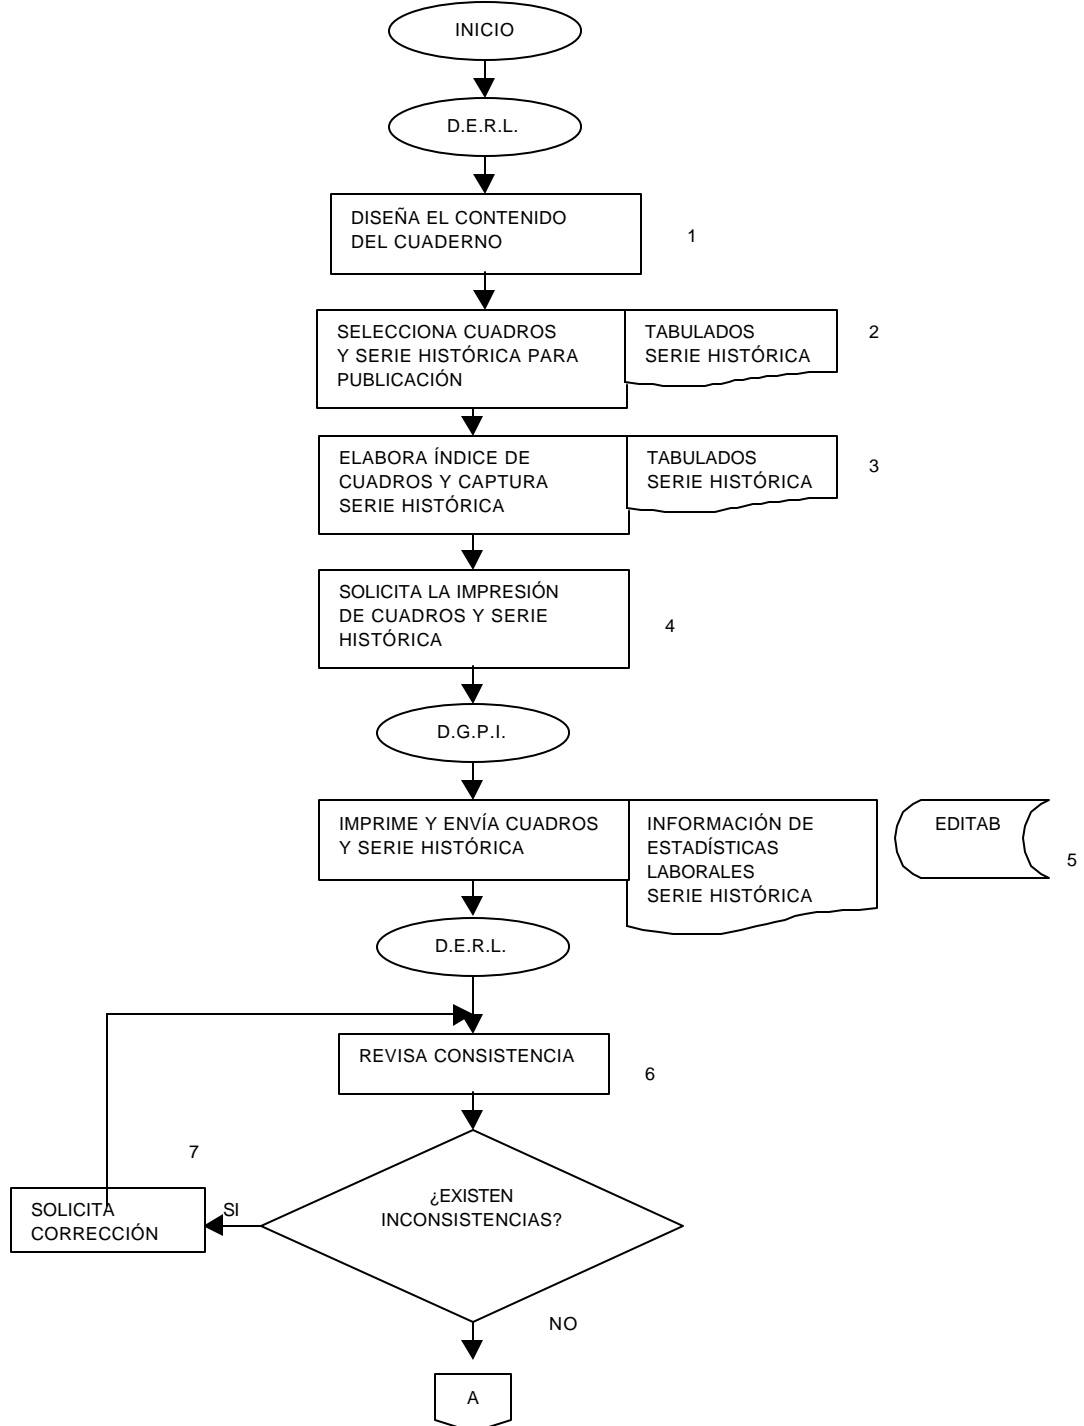 INICIO
D.E.R.L.
DISEÑA EL CONTENIDO
DEL CUADERNO
1
SELECCIONA CUADROS
Y SERIE HISTÓRICA PARA
PUBLICACIÓN
TABULADOS
SERIE HISTÓRICA
2
ELABORA ÍNDICE DE
CUADROS Y CAPTURA
SERIE HISTÓRICA
TABULADOS
SERIE HISTÓRICA
3
SOLICITA LA IMPRESIÓN
DE CUADROS Y SERIE
HISTÓRICA
4
D.G.P.I.
IMPRIME Y ENVÍA CUADROS
Y SERIE HISTÓRICA
INFORMACIÓN DE
ESTADÍSTICAS
LABORALES
SERIE HISTÓRICA
EDITAB
5
D.E.R.L.
REVISA CONSISTENCIA
6
¿EXISTEN
INCONSISTENCIAS?
SI
7
SOLICITA
CORRECCIÓN
NO
A